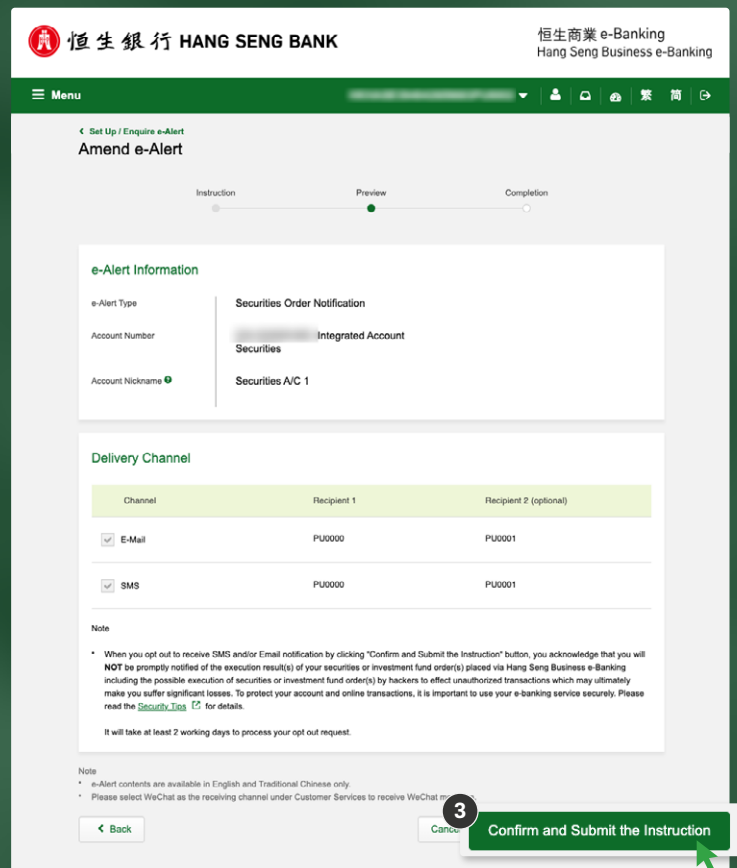 恒生銀行 HANG SENG BANK
恒生商業 e-Banking
Hang Seng Business e-Banking
Menu
繁 简
Set Up / Enquire e-Alert
Amend e-Alert
Instruction Preview Completion
e-Alert Information
e-Alert Type Securities Order Notification
Account Number Integrated Account
Securities
Account Nickname ? Securities A/C 1
Delivery Channel
Channel Recipient 1 Recipient 2 (optional)
E-Mail PU0000 PU0001
SMS PU0000 PU0001
Note
• When you opt out to receive SMS and/or Email notification by clicking "Confirm and Submit the Instruction" button, you acknowledge that you will
NOT be promptly notified of the execution result(s) of your securities or investment fund order(s) placed via Hang Seng Business e-Banking
including the possible execution of securities or investment fund order(s) by hackers to effect unauthorized transactions which may ultimately
make you suffer significant losses. To protect your account and online transactions, it is important to use your e-banking service securely. Please
read the Security Tips for details.
It will take at least 2 working days to process your opt out request.
Note
• e-Alert contents are available in English and Traditional Chinese only.
• Please select WeChat as the receiving channel under Customer Services to receive WeChat
3
Back
Confirm and Submit the Instruction